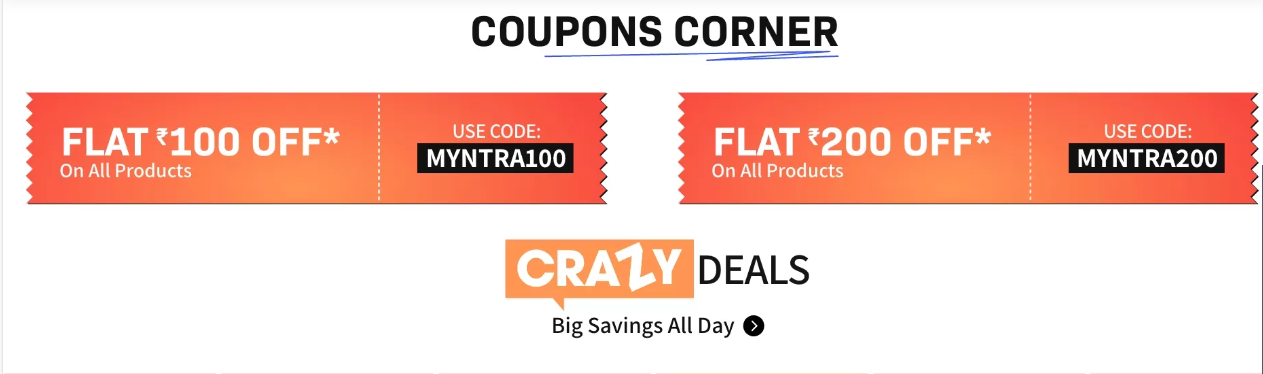 COUPONS CORNER
FLAT ₹100 OFF*
On All Products
USE CODE:
MYNTRA100
FLAT ₹200 OFF*
On All Products
USE CODE:
MYNTRA200
CRAZY DEALS
Big Savings All Day